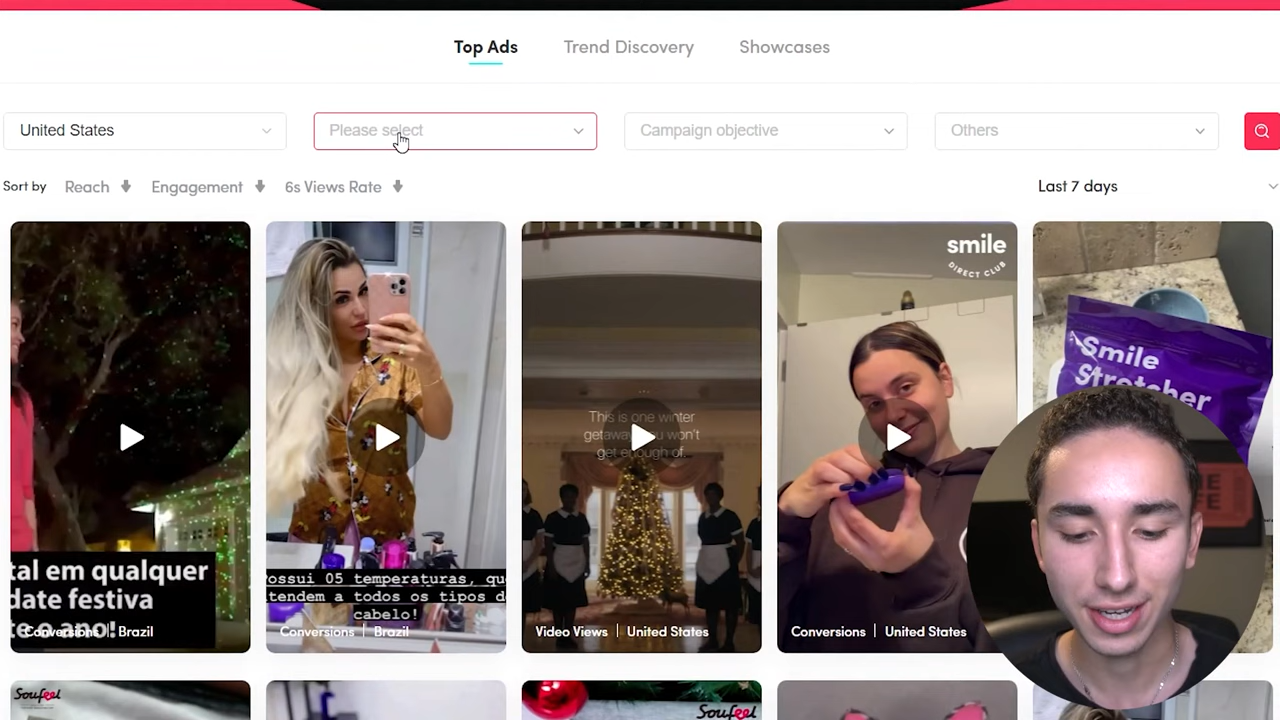 Top Ads
Trend Discovery
Showcases
United States
Please select
Campaign objective
Others
Sort by
Reach
Engagement
6s Views Rate
Last 7 days
smile
DIRECT CLUB
Smile
Stretcher
This is one winter
getaway you won't
get enough of.
tal em qualquer
date festiva
e o ano!
Conversions | Brazil
ossui 05 temperaturas, qu
tendem a todos os tipos d
cabelo!
Conversions | Brazil
Video Views | United States
Conversions | United States
Soufeel
Soufeel